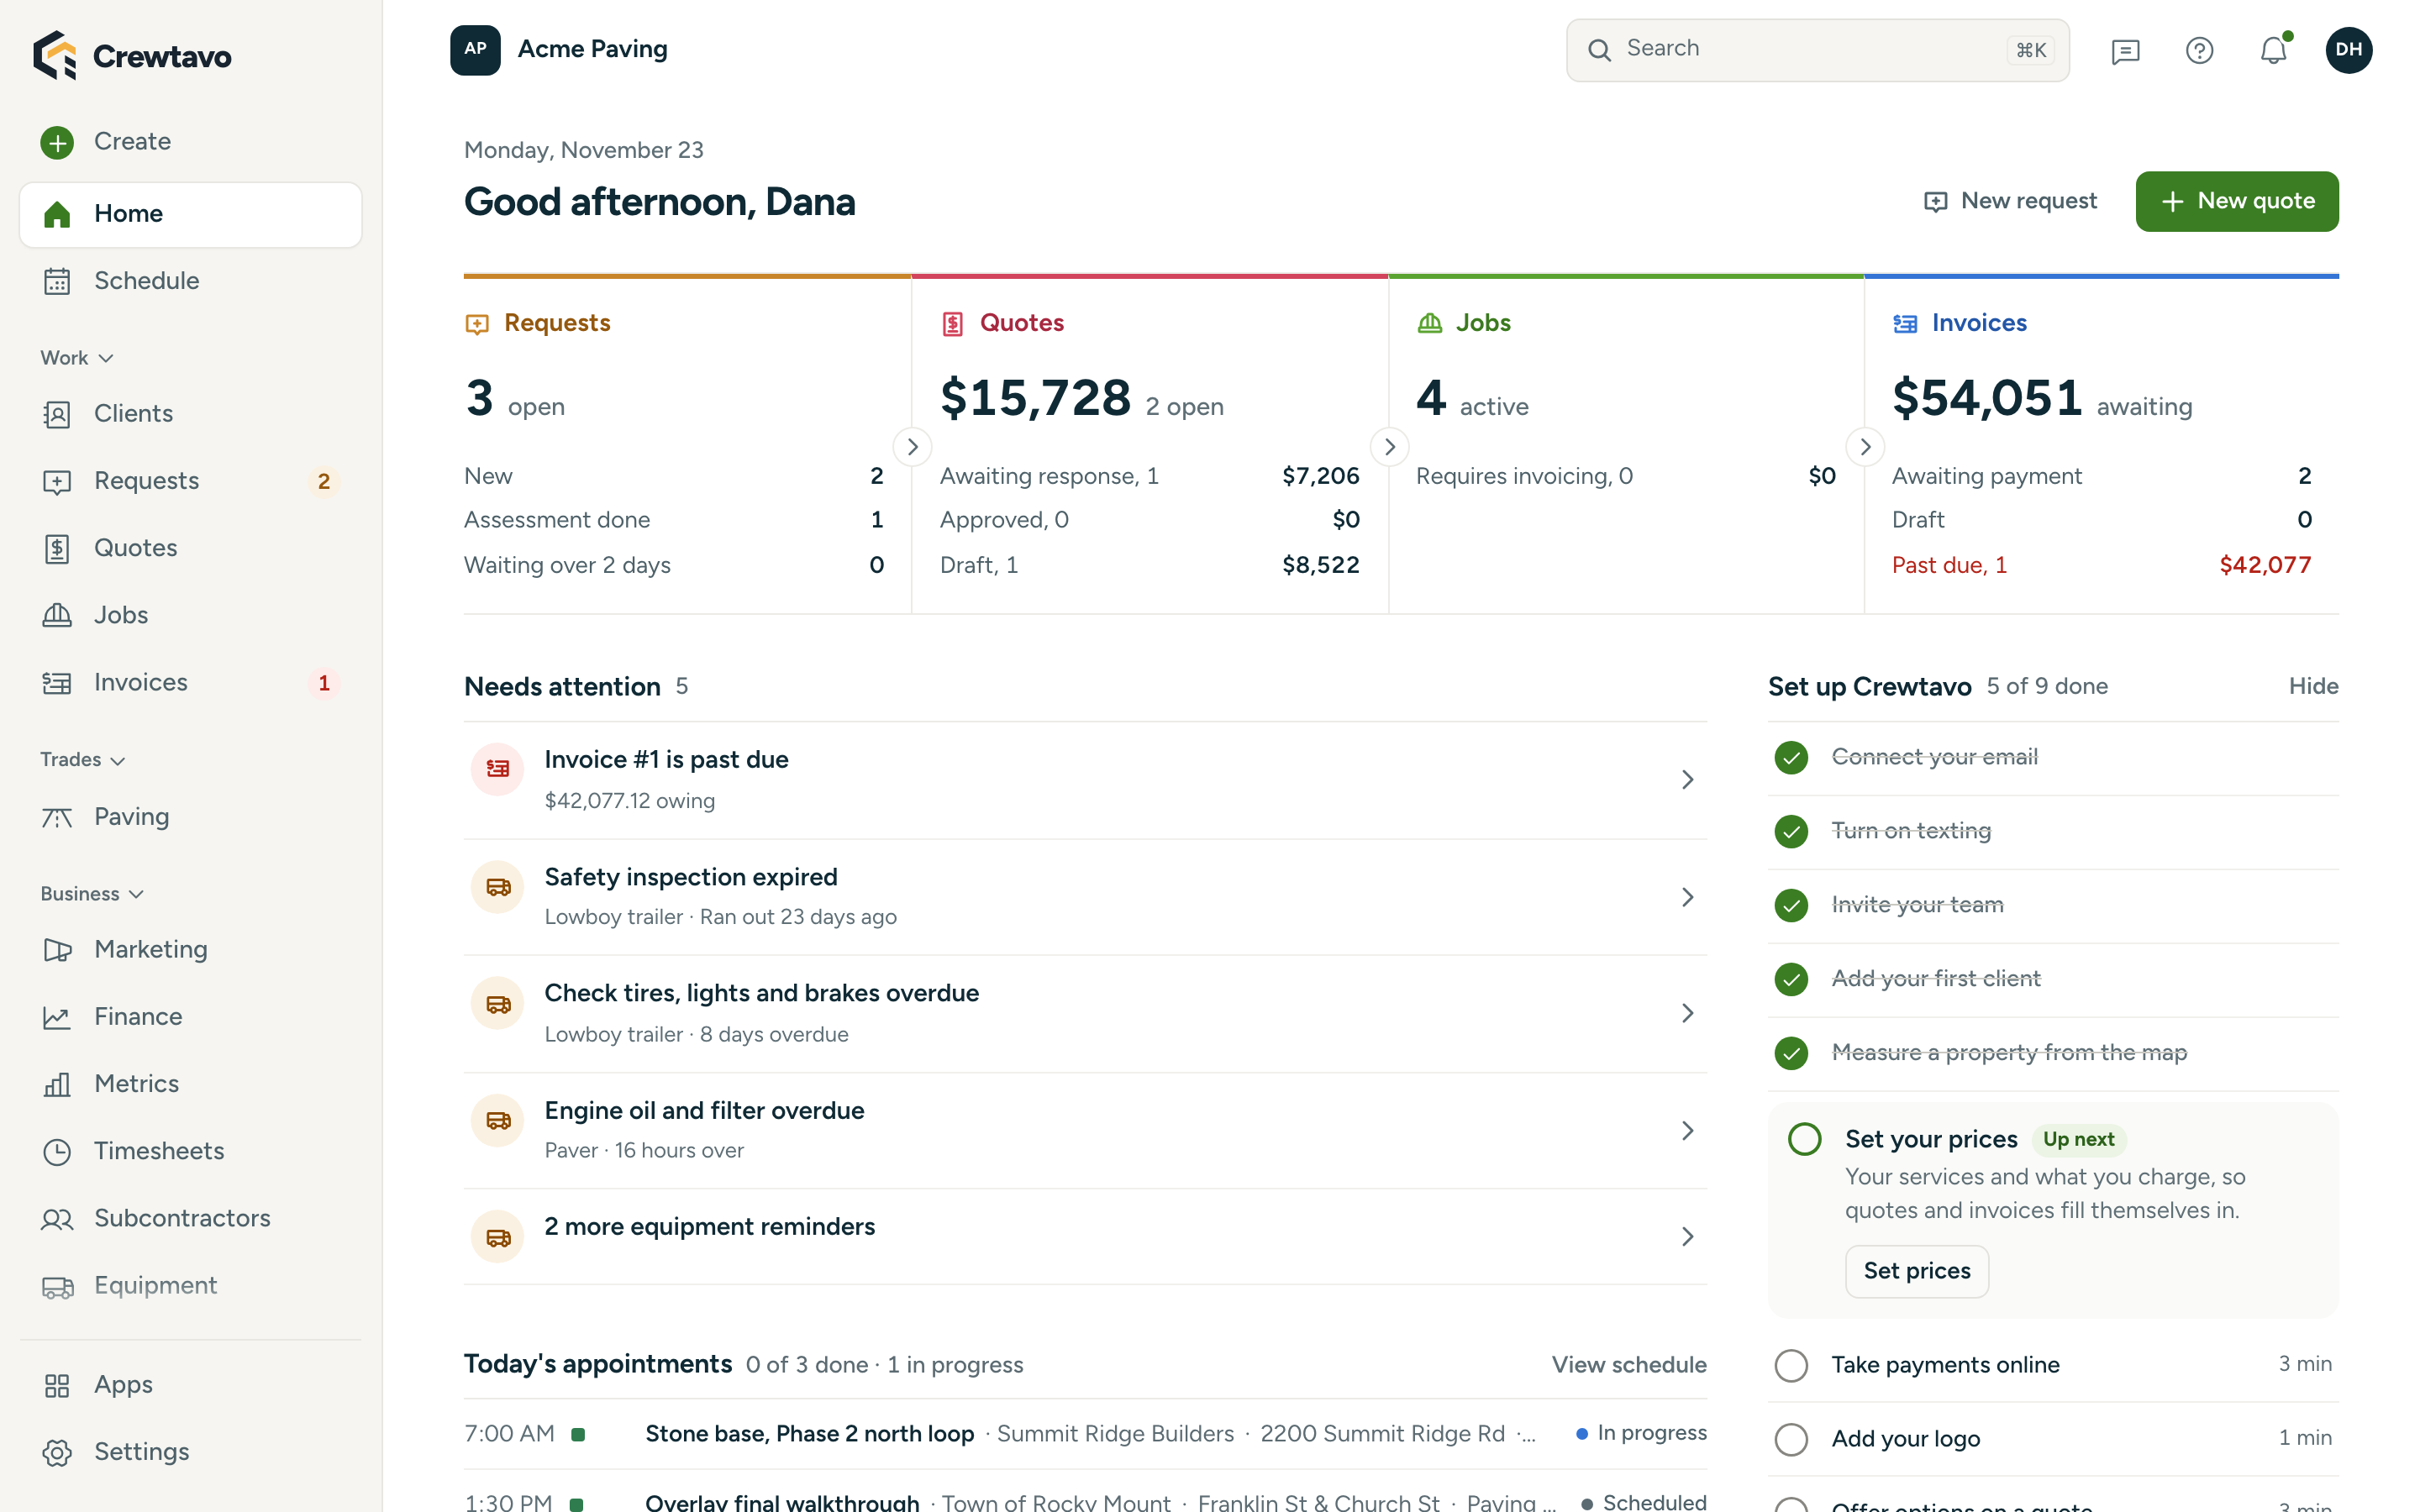 Crewtavo
Create
Home
Schedule
Work
Clients
Requests 2
Quotes
Jobs
Invoices 1
Trades
Paving
Business
Marketing
Finance
Metrics
Timesheets
Subcontractors
Equipment
Apps
Settings
AP Acme Paving
Search ⌘K
DH
Monday, November 23
Good afternoon, Dana
New request
New quote
Requests
3 open
New 2
Assessment done 1
Waiting over 2 days 0
Quotes
$15,728 2 open
Awaiting response, 1 $7,206
Approved, 0 $0
Draft, 1 $8,522
Jobs
4 active
Requires invoicing, 0 $0
Invoices
$54,051 awaiting
Awaiting payment 2
Draft 0
Past due, 1 $42,077
Needs attention 5
Invoice #1 is past due
$42,077.12 owing
Safety inspection expired
Lowboy trailer · Ran out 23 days ago
Check tires, lights and brakes overdue
Lowboy trailer · 8 days overdue
Engine oil and filter overdue
Paver · 16 hours over
2 more equipment reminders
Today's appointments 0 of 3 done · 1 in progress View schedule
7:00 AM Stone base, Phase 2 north loop · Summit Ridge Builders · 2200 Summit Ridge Rd ·... In progress
1:30 PM Overlay final walkthrough · Town of Rocky Mount · Franklin St & Church St · Paving ... Scheduled
Set up Crewtavo 5 of 9 done Hide
Connect your email
Turn on texting
Invite your team
Add your first client
Measure a property from the map
Set your prices Up next
Your services and what you charge, so
quotes and invoices fill themselves in.
Set prices
Take payments online 3 min
Add your logo 1 min
Offer options on a quote 3 min